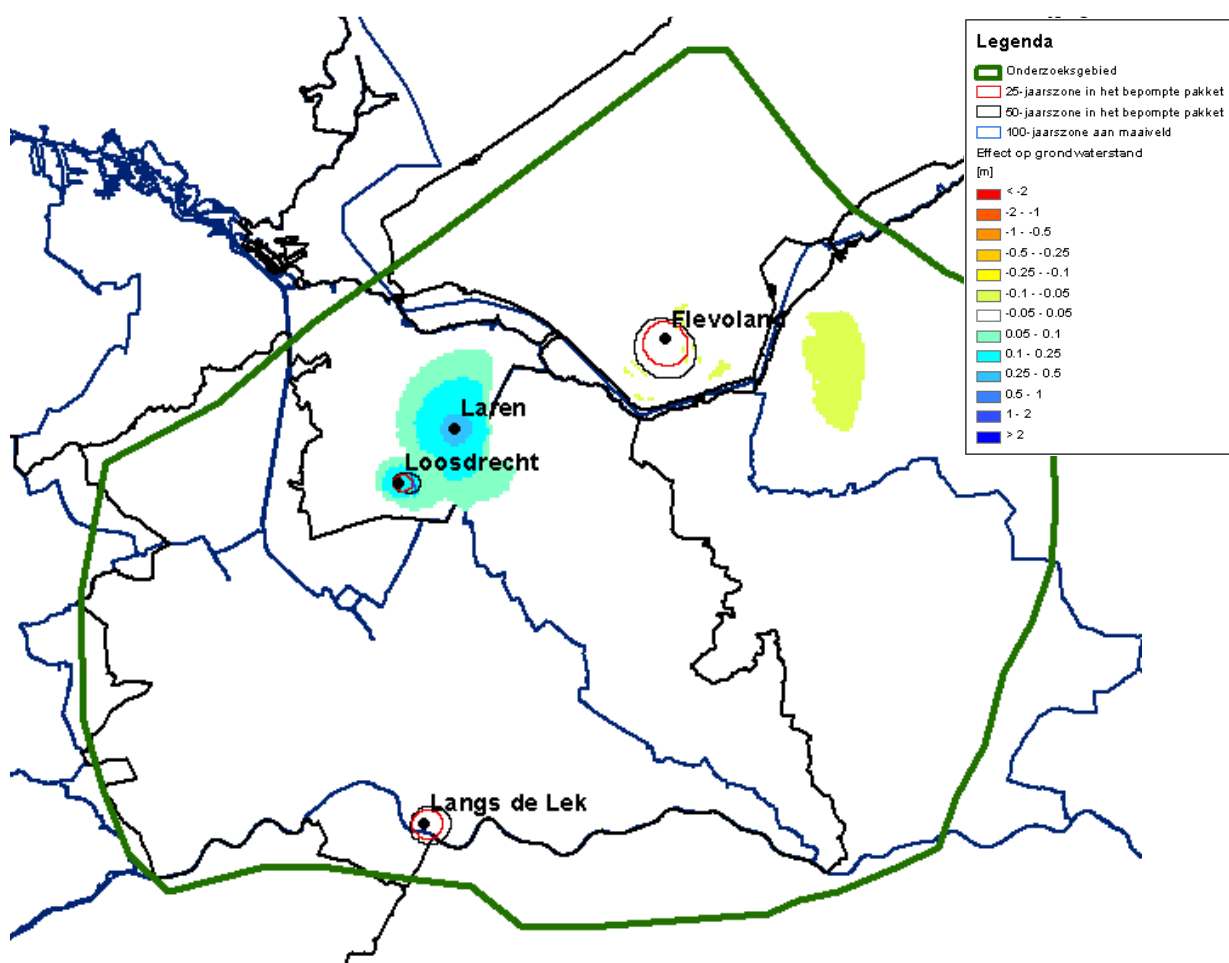 Legenda
Onderzoeksgebied
25-jaarszone in het bepompte pakket
50-jaarszone in het bepompte pakket
100-jaarszone aan maaiveld
Effect op grondwaterstand
[m]
< -2
-2 - -1
-1 - -0.5
-0.5 - -0.25
-0.25 - -0.1
-0.1 - -0.05
-0.05 - 0.05
0.05 - 0.1
0.1 - 0.25
0.25 - 0.5
0.5 - 1
1 - 2
> 2
Flevoland
Laren
Loosdrecht
Langs de Lek